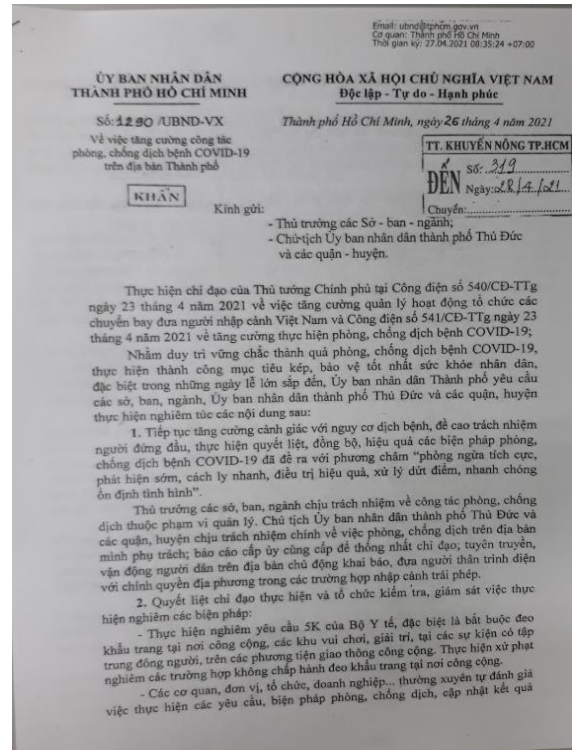 Email: ubnd@tphcm.gov.vn
Cơ quan: Thành phố Hồ Chí Minh
Thời gian ký: 27.04.2021 08:35:24 +07:00
ỦY BAN NHÂN DÂN
THÀNH PHỐ HỒ CHÍ MINH
CỘNG HÒA XÃ HỘI CHỦ NGHĨA VIỆT NAM
Độc lập - Tự do - Hạnh phúc
Số: 1290 /UBND-VX
Về việc tăng cường công tác
phòng, chống dịch bệnh COVID-19
trên địa bàn Thành phố
Thành phố Hồ Chí Minh, ngày 26 tháng 4 năm 2021
TT. KHUYẾN NÔNG TP.HCM
ĐẾN
Số: 319
Ngày: 28/4/21
Chuyển:
KHẨN
Kính gửi:
- Thủ trưởng các Sở - ban - ngành;
- Chủ tịch Ủy ban nhân dân thành phố Thủ Đức
và các quận - huyện.
Thực hiện chỉ đạo của Thủ tướng Chính phủ tại Công điện số 540/CĐ-TTg
ngày 23 tháng 4 năm 2021 về việc tăng cường quản lý hoạt động tổ chức các
chuyến bay đưa người nhập cảnh Việt Nam và Công điện số 541/CĐ-TTg ngày 23
tháng 4 năm 2021 về tăng cường thực hiện phòng, chống dịch bệnh COVID-19;
Nhằm duy trì vững chắc thành quả phòng, chống dịch bệnh COVID-19,
thực hiện thành công mục tiêu kép, bảo vệ tốt nhất sức khỏe nhân dân,
đặc biệt trong những ngày lễ lớn sắp đến, Ủy ban nhân dân Thành phố yêu cầu
các sở, ban, ngành, Ủy ban nhân dân thành phố Thủ Đức và các quận, huyện
thực hiện nghiêm túc các nội dung sau:
1. Tiếp tục tăng cường cảnh giác với nguy cơ dịch bệnh, đề cao trách nhiệm
người đứng đầu, thực hiện quyết liệt, đồng bộ, hiệu quả các biện pháp phòng,
chống dịch bệnh COVID-19 đã đề ra với phương châm “phòng ngừa tích cực,
phát hiện sớm, cách ly nhanh, điều trị hiệu quả, xử lý dứt điểm, nhanh chóng
ổn định tình hình”.
Thủ trưởng các sở, ban, ngành chịu trách nhiệm về công tác phòng, chống
dịch thuộc phạm vi quản lý. Chủ tịch Ủy ban nhân dân thành phố Thủ Đức và
các quận, huyện chịu trách nhiệm chính về việc phòng, chống dịch trên địa bàn
mình phụ trách; báo cáo cấp ủy cùng cấp để thống nhất chỉ đạo; tuyên truyền,
vận động người dân trên địa bàn chủ động khai báo, đưa người thân trình diện
với chính quyền địa phương trong các trường hợp nhập cảnh trái phép.
2. Quyết liệt chỉ đạo thực hiện và tổ chức kiểm tra, giám sát việc thực
hiện nghiêm các biện pháp:
- Thực hiện nghiêm yêu cầu 5K của Bộ Y tế, đặc biệt là bắt buộc đeo
khẩu trang tại nơi công cộng, các khu vui chơi, giải trí, tại các sự kiện có tập
trung đông người, trên các phương tiện giao thông công cộng. Thực hiện xử phạt
nghiêm các trường hợp không chấp hành đeo khẩu trang tại nơi công cộng.
- Các cơ quan, đơn vị, tổ chức, doanh nghiệp... thường xuyên tự đánh giá
việc thực hiện các yêu cầu, biện pháp phòng, chống dịch, cập nhật kết quả